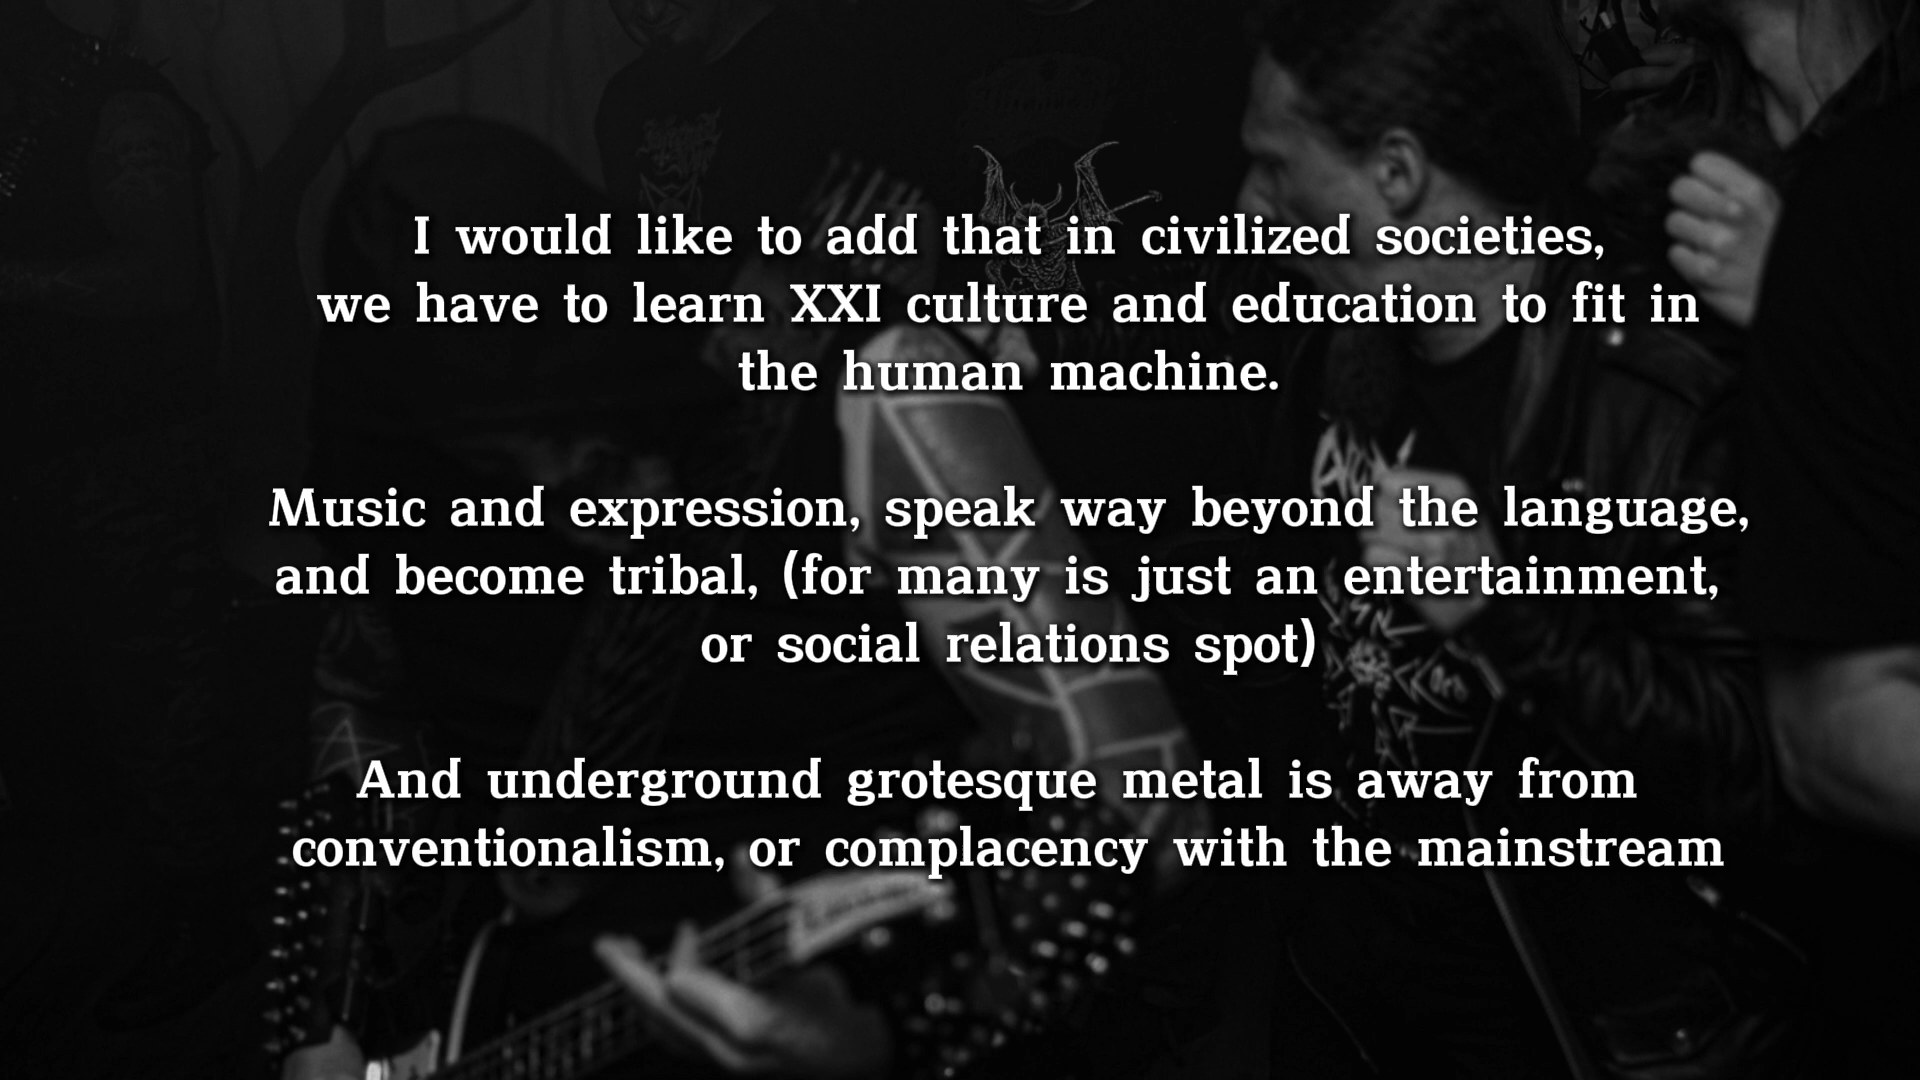 I would like to add that in civilized societies,
we have to learn XXI culture and education to fit in
the human machine.
Music and expression, speak way beyond the language,
and become tribal, (for many is just an entertainment,
or social relations spot)
And underground grotesque metal is away from
conventionalism, or complacency with the mainstream